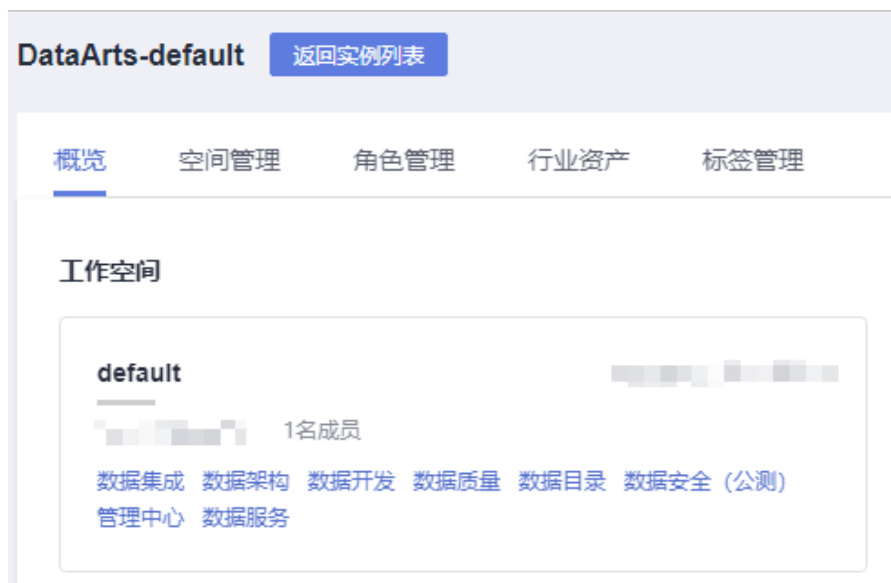 DataArts-default 返回实例列表
概览 空间管理 角色管理 行业资产 标签管理
工作空间
default
1名成员
数据集成 数据架构 数据开发 数据质量 数据目录 数据安全（公测）
管理中心 数据服务